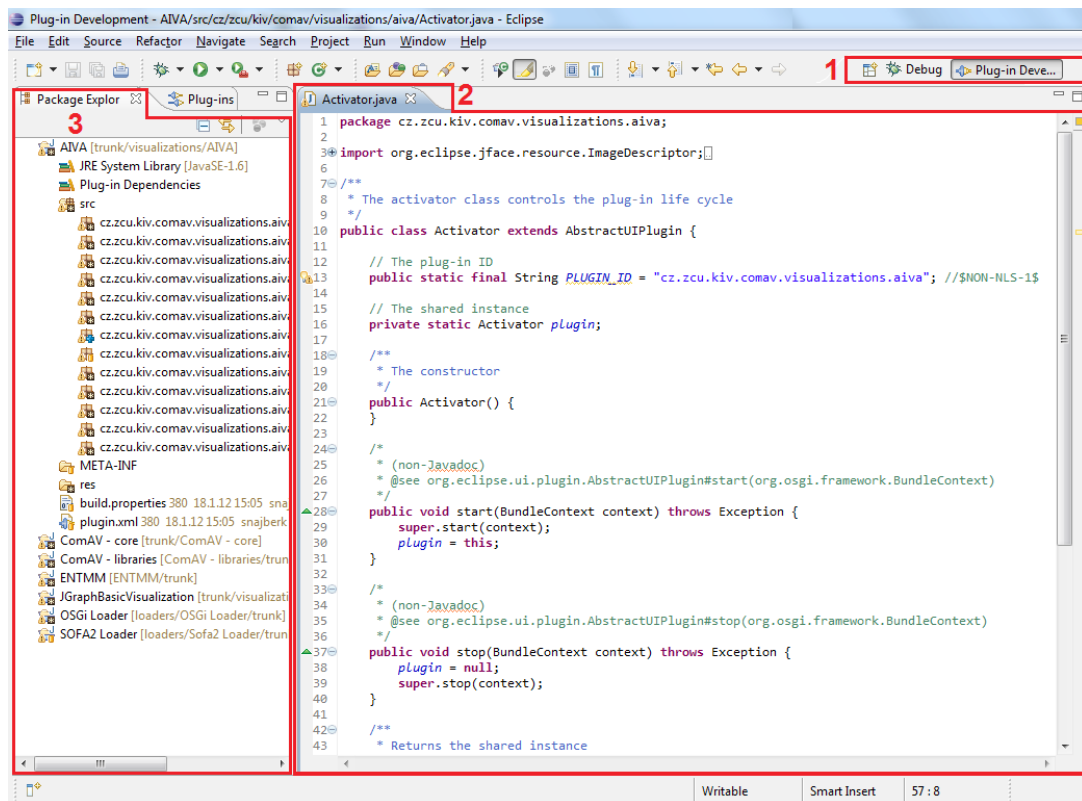 Plug-in Development - AIVA/src/cz/zcu/kiv/comav/visualizations/aiva/Activator.java - Eclipse
File Edit Source Refactor Navigate Search Project Run Window Help
1 Debug Plug-in Deve...
Package Explor Plug-ins
3
AIVA [trunk/visualizations/AIVA]
JRE System Library [JavaSE-1.6]
Plug-in Dependencies
src
cz.zcu.kiv.comav.visualizations.aiva
cz.zcu.kiv.comav.visualizations.aiva
cz.zcu.kiv.comav.visualizations.aiva
cz.zcu.kiv.comav.visualizations.aiva
cz.zcu.kiv.comav.visualizations.aiva
cz.zcu.kiv.comav.visualizations.aiva
cz.zcu.kiv.comav.visualizations.aiva
cz.zcu.kiv.comav.visualizations.aiva
cz.zcu.kiv.comav.visualizations.aiva
cz.zcu.kiv.comav.visualizations.aiva
cz.zcu.kiv.comav.visualizations.aiva
cz.zcu.kiv.comav.visualizations.aiva
cz.zcu.kiv.comav.visualizations.aiva
META-INF
res
build.properties 380 18.1.12 15:05 snaj
plugin.xml 380 18.1.12 15:05 snajberk
ComAV - core [trunk/ComAV - core]
ComAV - libraries [ComAV - libraries/trun
ENTMM [ENTMM/trunk]
JGraphBasicVisualization [trunk/visualizati
OSGi Loader [loaders/OSGi Loader/trunk]
SOFA2 Loader [loaders/Sofa2 Loader/trun
Activator.java 2
1 package cz.zcu.kiv.comav.visualizations.aiva;
2
3 import org.eclipse.jface.resource.ImageDescriptor;
6
7 /**
8 * The activator class controls the plug-in life cycle
9 */
10 public class Activator extends AbstractUIPlugin {
11
12 // The plug-in ID
13 public static final String PLUGIN_ID = "cz.zcu.kiv.comav.visualizations.aiva"; //$NON-NLS-1$
14
15 // The shared instance
16 private static Activator plugin;
17
18 /**
19 * The constructor
20 */
21 public Activator() {
22 }
23
24 /*
25 * (non-Javadoc)
26 * @see org.eclipse.ui.plugin.AbstractUIPlugin#start(org.osgi.framework.BundleContext)
27 */
28 public void start(BundleContext context) throws Exception {
29 super.start(context);
30 plugin = this;
31 }
32
33 /*
34 * (non-Javadoc)
35 * @see org.eclipse.ui.plugin.AbstractUIPlugin#stop(org.osgi.framework.BundleContext)
36 */
37 public void stop(BundleContext context) throws Exception {
38 plugin = null;
39 super.stop(context);
40 }
41
42 /**
43 * Returns the shared instance
Writable Smart Insert 57 : 8